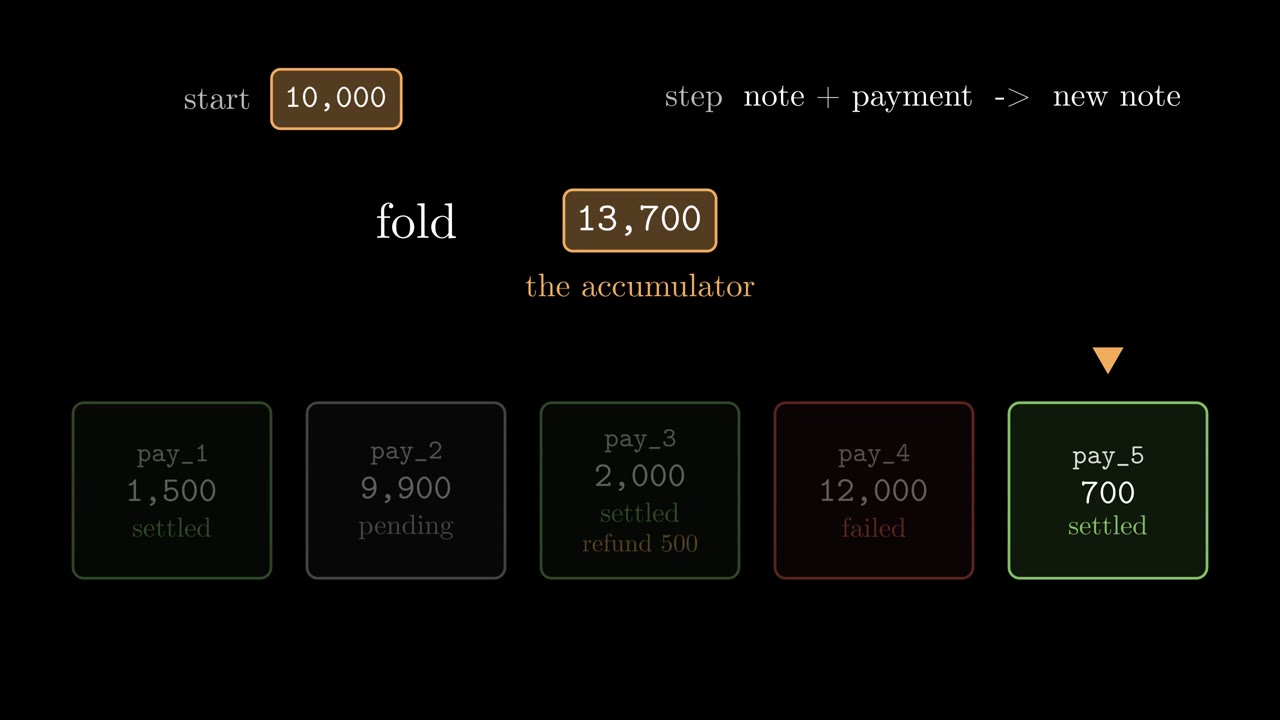 start 10,000
step note + payment -> new note
fold 13,700
the accumulator
pay_1
1,500
settled
pay_2
9,900
pending
pay_3
2,000
settled
refund 500
pay_4
12,000
failed
pay_5
700
settled